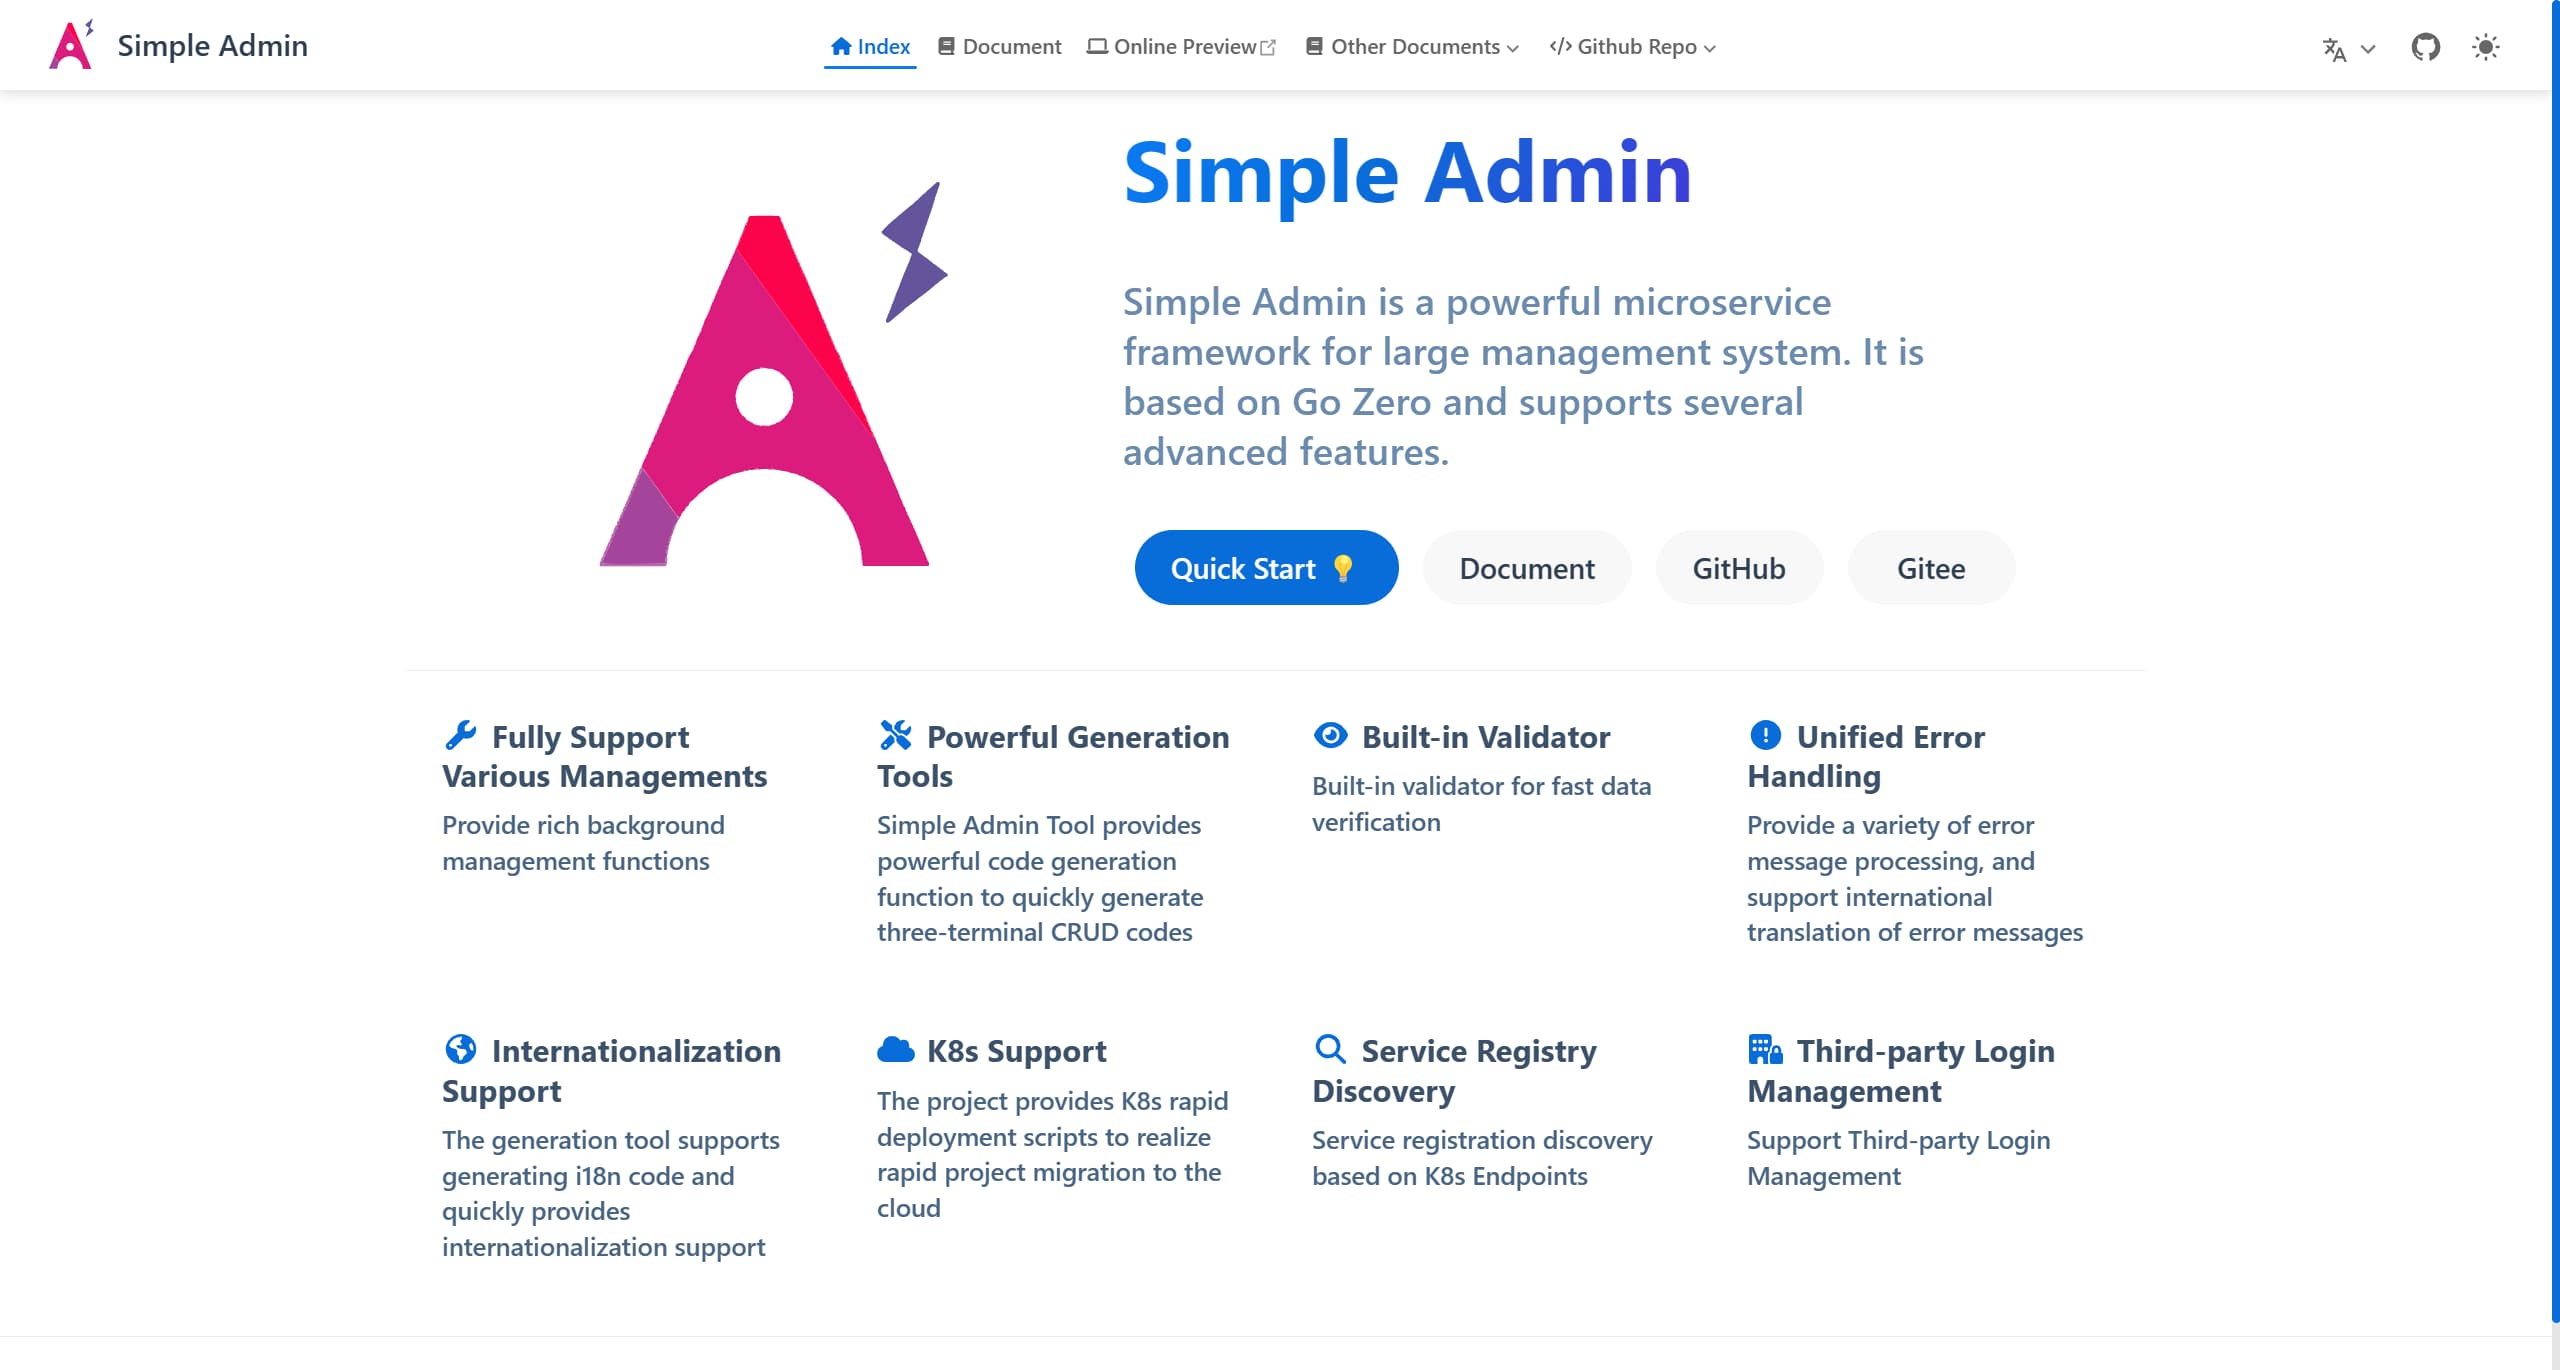 Simple Admin
Index
Document
Online Preview
Other Documents
Github Repo
Simple Admin
Simple Admin is a powerful microservice
framework for large management system. It is
based on Go Zero and supports several
advanced features.
Quick Start 💡
Document
GitHub
Gitee
Fully Support
Various Managements
Provide rich background
management functions
Powerful Generation
Tools
Simple Admin Tool provides
powerful code generation
function to quickly generate
three-terminal CRUD codes
Built-in Validator
Built-in validator for fast data
verification
Unified Error
Handling
Provide a variety of error
message processing, and
support international
translation of error messages
Internationalization
Support
The generation tool supports
generating i18n code and
quickly provides
internationalization support
K8s Support
The project provides K8s rapid
deployment scripts to realize
rapid project migration to the
cloud
Service Registry
Discovery
Service registration discovery
based on K8s Endpoints
Third-party Login
Management
Support Third-party Login
Management